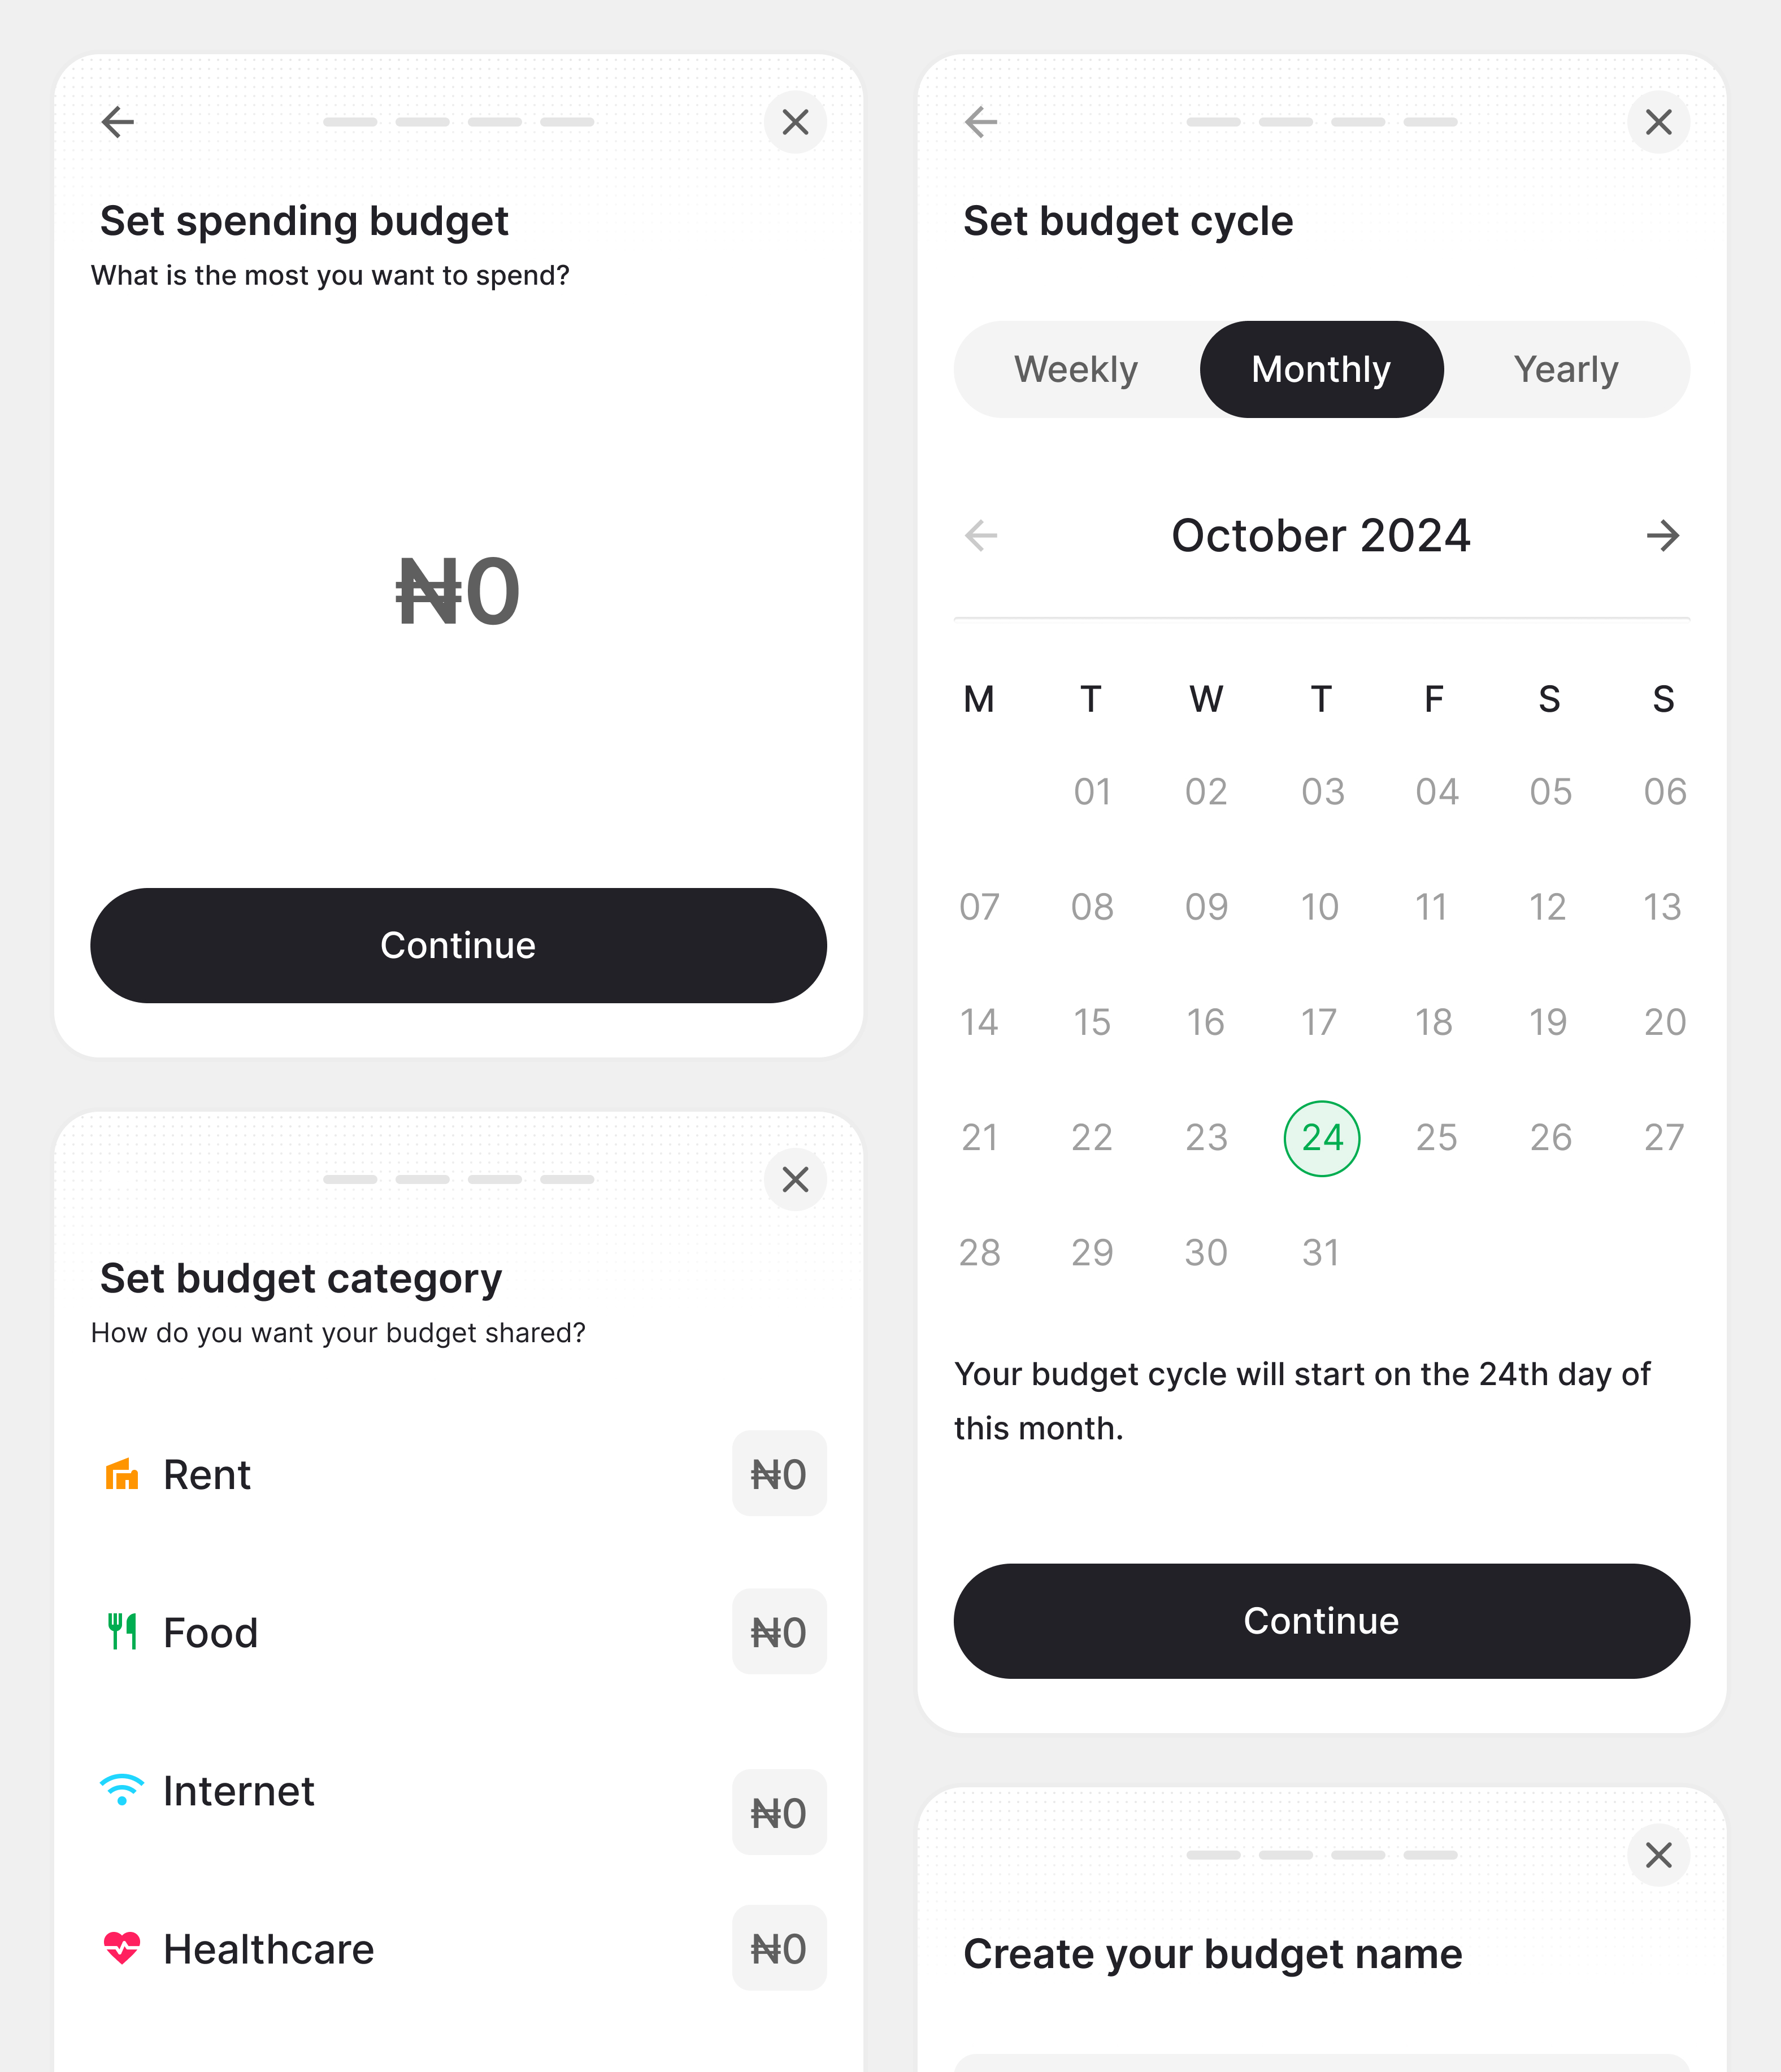 Set spending budget
What is the most you want to spend?
₦0
Continue
Set budget category
How do you want your budget shared?
Rent ₦0
Food ₦0
Internet ₦0
Healthcare ₦0
Set budget cycle
Weekly Monthly Yearly
October 2024
M T W T F S S
01 02 03 04 05 06
07 08 09 10 11 12 13
14 15 16 17 18 19 20
21 22 23 24 25 26 27
28 29 30 31
Your budget cycle will start on the 24th day of
this month.
Continue
Create your budget name